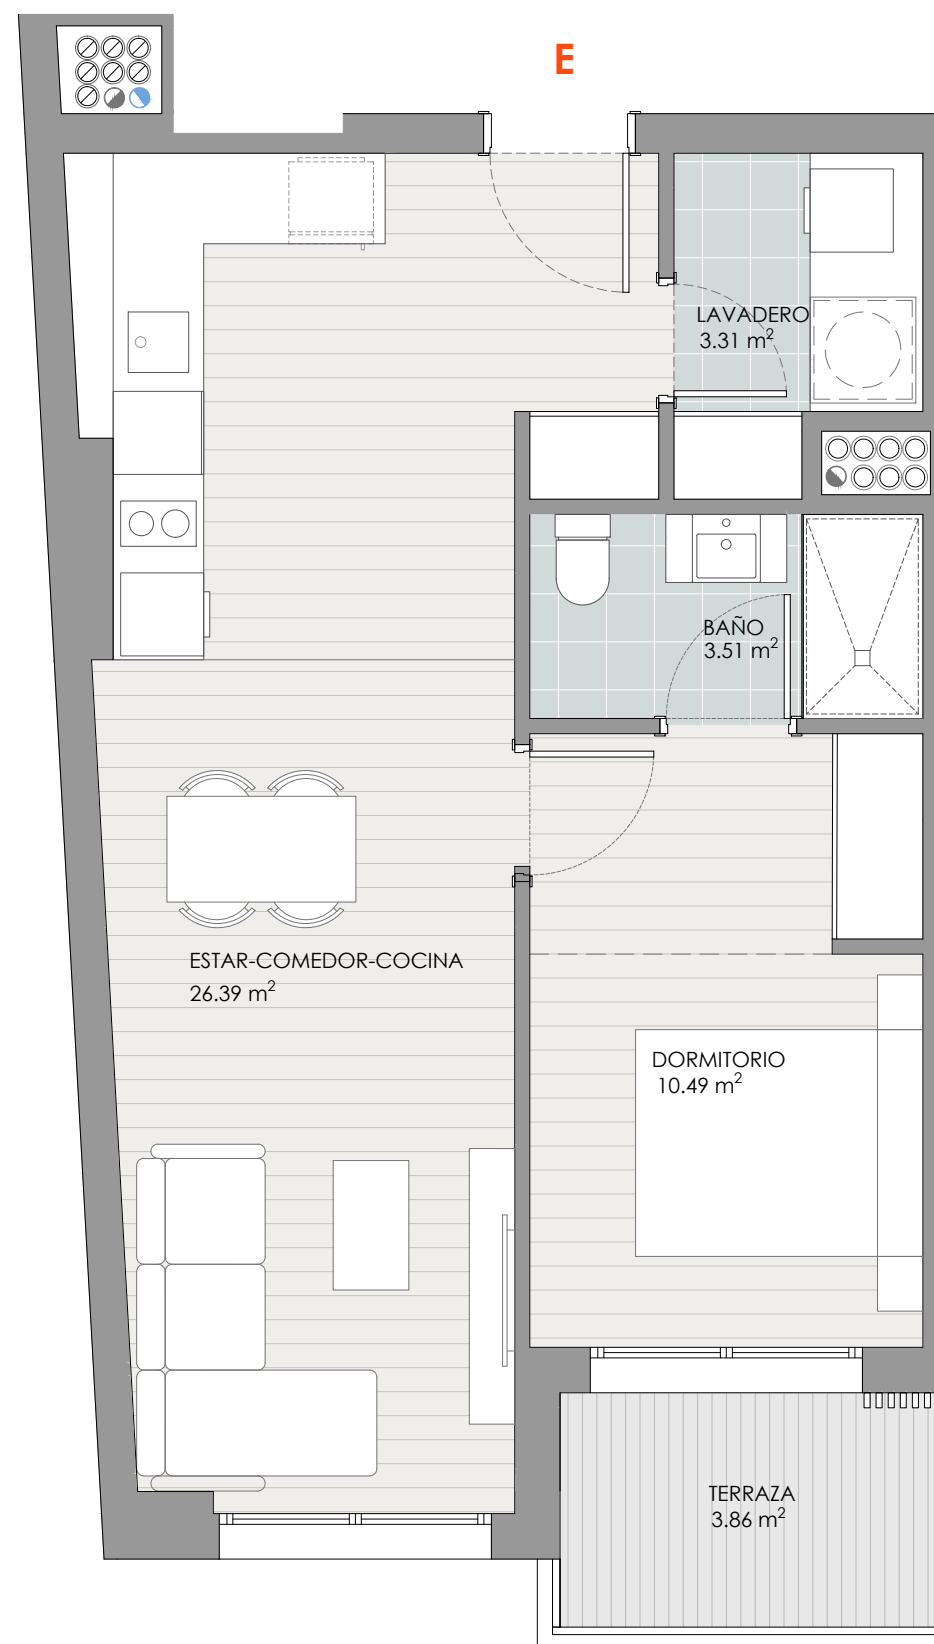 E
LAVADERO
3.31 m²
BAÑO
3.51 m²
ESTAR-COMEDOR-COCINA
26.39 m²
DORMITORIO
10.49 m²
TERRAZA
3.86 m²